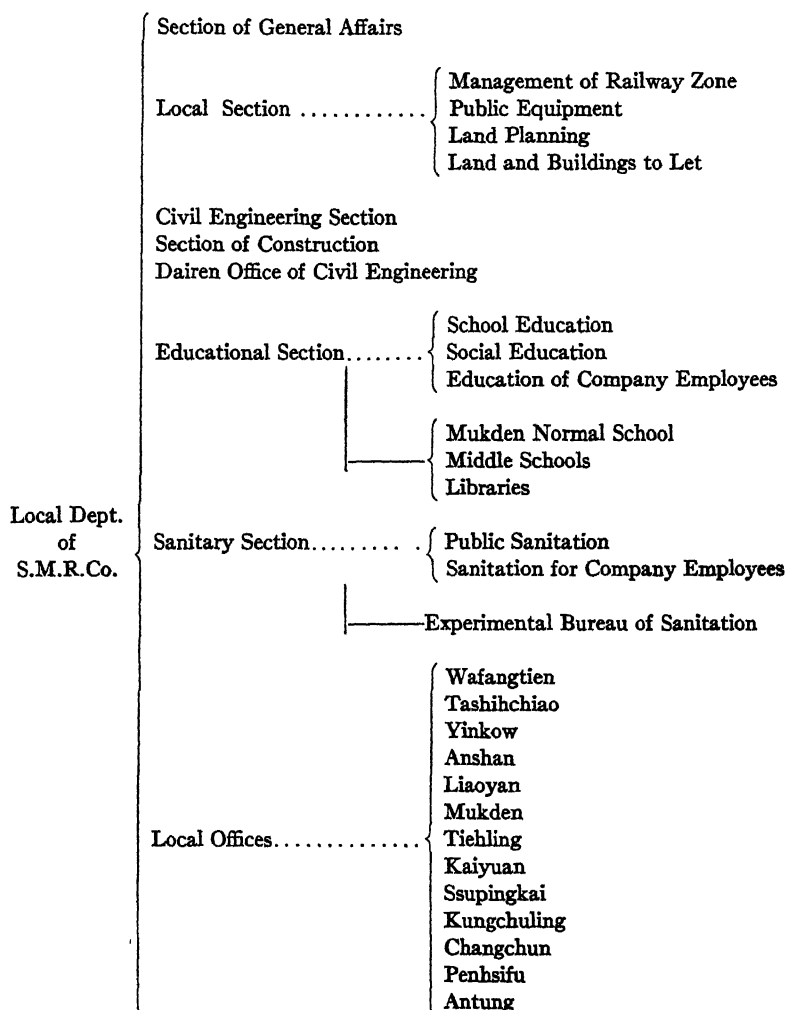 Section of General Affairs
Local Section ............
Management of Railway Zone
Public Equipment
Land Planning
Land and Buildings to Let
Civil Engineering Section
Section of Construction
Dairen Office of Civil Engineering
Educational Section........
School Education
Social Education
Education of Company Employees
Mukden Normal School
Middle Schools
Libraries
Local Dept.
of
S.M.R.Co.
Sanitary Section......... .
Public Sanitation
Sanitation for Company Employees
Experimental Bureau of Sanitation
Local Offices..............
Wafangtien
Tashihchiao
Yinkow
Anshan
Liaoyan
Mukden
Tiehling
Kaiyuan
Ssupingkai
Kungchuling
Changchun
Penhsifu
Antung